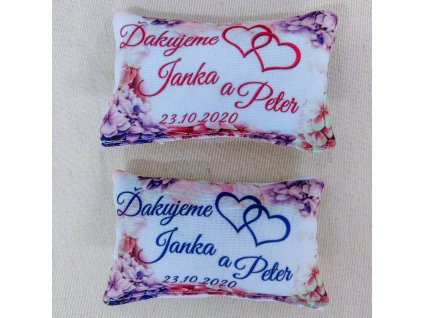 Ďakujeme
Janka a Peter
23.10.2020
Ďakujeme
Janka a Peter
23.10.2020